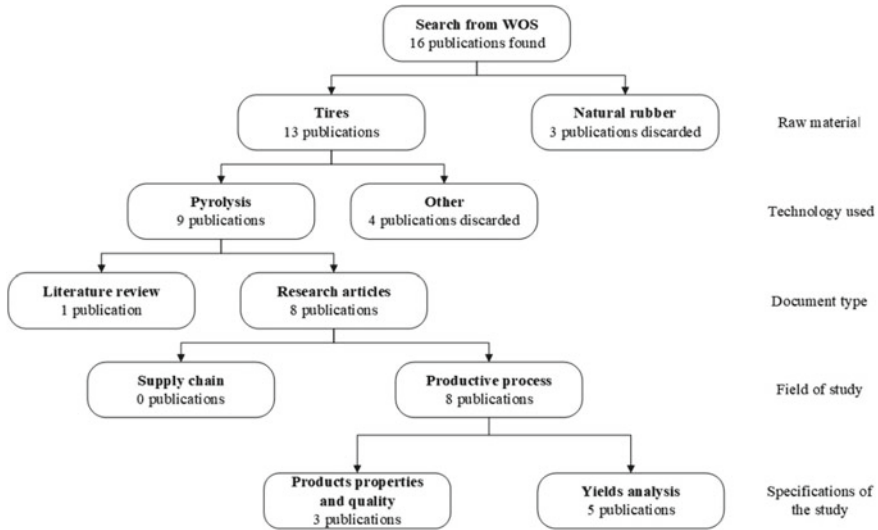 Search from WOS
16 publications found
Tires
13 publications
Natural rubber
3 publications discarded
Raw material
Pyrolysis
9 publications
Other
4 publications discarded
Technology used
Literature review
1 publication
Research articles
8 publications
Document type
Supply chain
0 publications
Productive process
8 publications
Field of study
Products properties
and quality
3 publications
Yields analysis
5 publications
Specifications of
the study